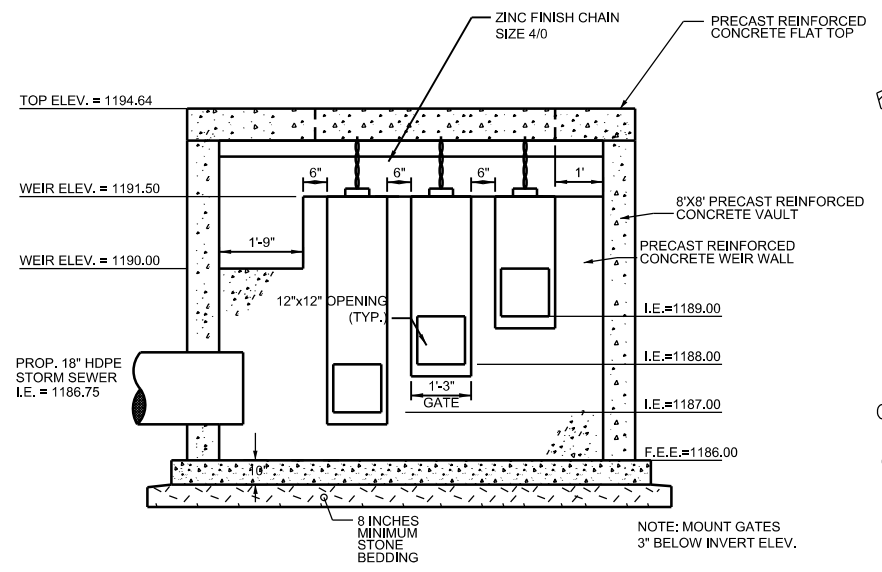 ZINC FINISH CHAIN
SIZE 4/0
PRECAST REINFORCED
CONCRETE FLAT TOP
TOP ELEV. = 1194.64
6"
6"
6"
1'
WEIR ELEV. = 1191.50
8'X8' PRECAST REINFORCED
CONCRETE VAULT
1'-9"
PRECAST REINFORCED
CONCRETE WEIR WALL
WEIR ELEV. = 1190.00
12"x12" OPENING
(TYP.)
I.E.=1189.00
PROP. 18" HDPE
STORM SEWER
I.E. = 1186.75
I.E.=1188.00
1'-3"
GATE
I.E.=1187.00
F.E.E.=1186.00
10"
8 INCHES
MINIMUM
STONE
BEDDING
NOTE: MOUNT GATES
3" BELOW INVERT ELEV.